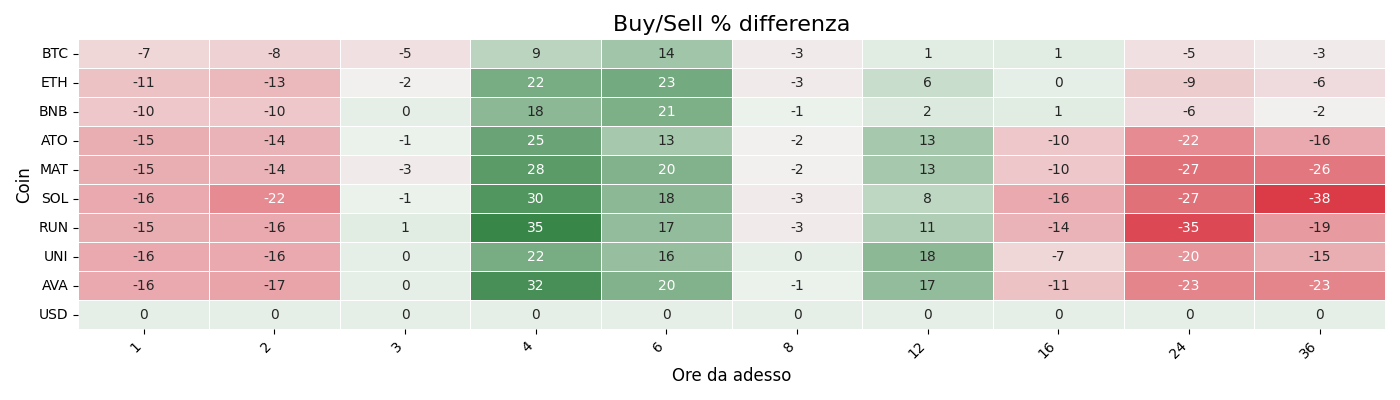 Buy/Sell % differenza
Coin
BTC -7 -8 -5 9 14 -3 1 1 -5 -3
ETH -11 -13 -2 22 23 -3 6 0 -9 -6
BNB -10 -10 0 18 21 -1 2 1 -6 -2
ATO -15 -14 -1 25 13 -2 13 -10 -22 -16
MAT -15 -14 -3 28 20 -2 13 -10 -27 -26
SOL -16 -22 -1 30 18 -3 8 -16 -27 -38
RUN -15 -16 1 35 17 -3 11 -14 -35 -19
UNI -16 -16 0 22 16 0 18 -7 -20 -15
AVA -16 -17 0 32 20 -1 17 -11 -23 -23
USD 0 0 0 0 0 0 0 0 0 0
1 2 3 4 6 8 12 16 24 36
Ore da adesso